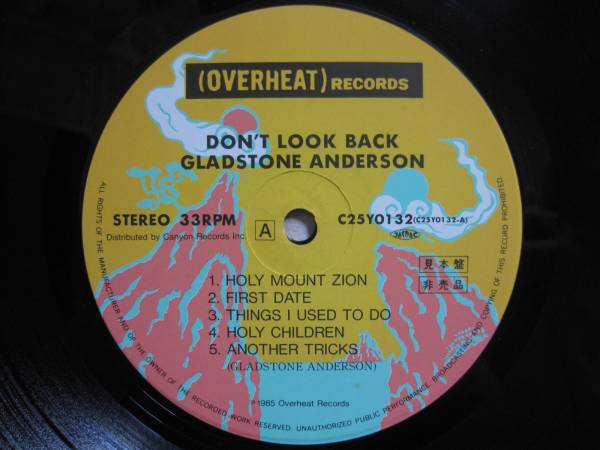 (OVERHEAT) RECORDS
DON'T LOOK BACK
GLADSTONE ANDERSON
STEREO 33RPM
A
C25Y0132(C25Y0132-A)
Distributed by Canyon Records Inc.
JASRAC
見本盤
非売品
1. HOLY MOUNT ZION
2. FIRST DATE
3. THINGS I USED TO DO
4. HOLY CHILDREN
5. ANOTHER TRICKS
(GLADSTONE ANDERSON)
℗1985 Overheat Records
ALL RIGHTS OF THE MANUFACTURER AND OF THE OWNER OF THE RECORDED WORK RESERVED. UNAUTHORIZED PUBLIC PERFORMANCE, BROADCASTING AND COPYING OF THIS RECORD PROHIBITED.